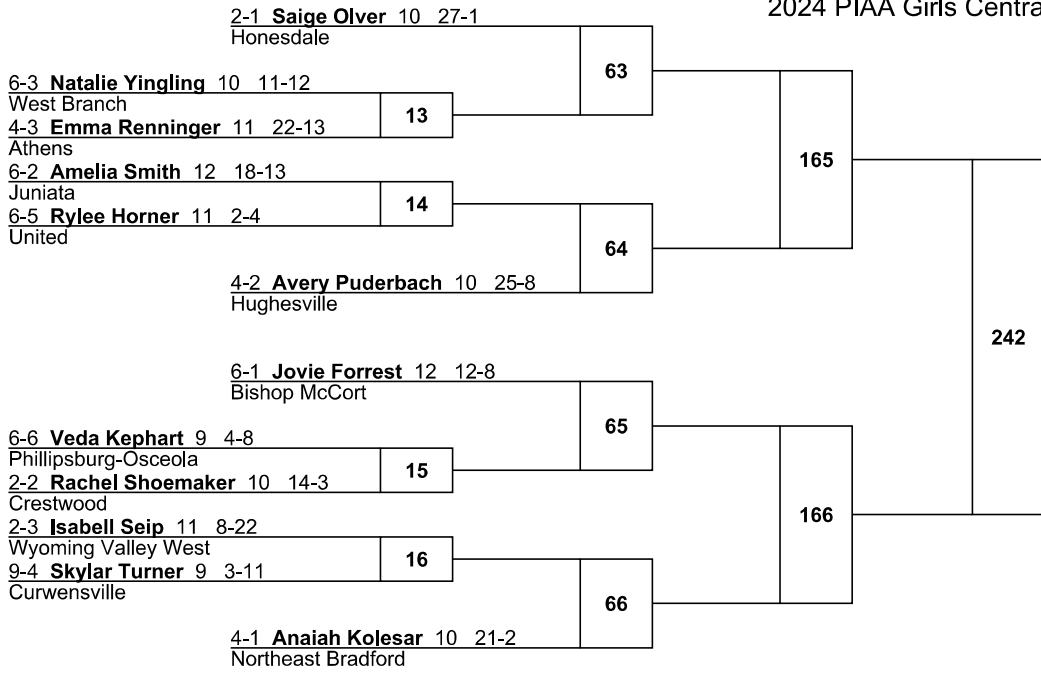 2024 PIAA Girls Centra
2-1 Saige Olver 10 27-1
Honesdale
63
6-3 Natalie Yingling 10 11-12
West Branch
13
4-3 Emma Renninger 11 22-13
Athens
165
6-2 Amelia Smith 12 18-13
Juniata
14
6-5 Rylee Horner 11 2-4
United
64
4-2 Avery Puderbach 10 25-8
Hughesville
242
6-1 Jovie Forrest 12 12-8
Bishop McCort
65
6-6 Veda Kephart 9 4-8
Phillipsburg-Osceola
15
2-2 Rachel Shoemaker 10 14-3
Crestwood
166
2-3 Isabell Seip 11 8-22
Wyoming Valley West
16
9-4 Skylar Turner 9 3-11
Curwensville
66
4-1 Anaiah Kolesar 10 21-2
Northeast Bradford